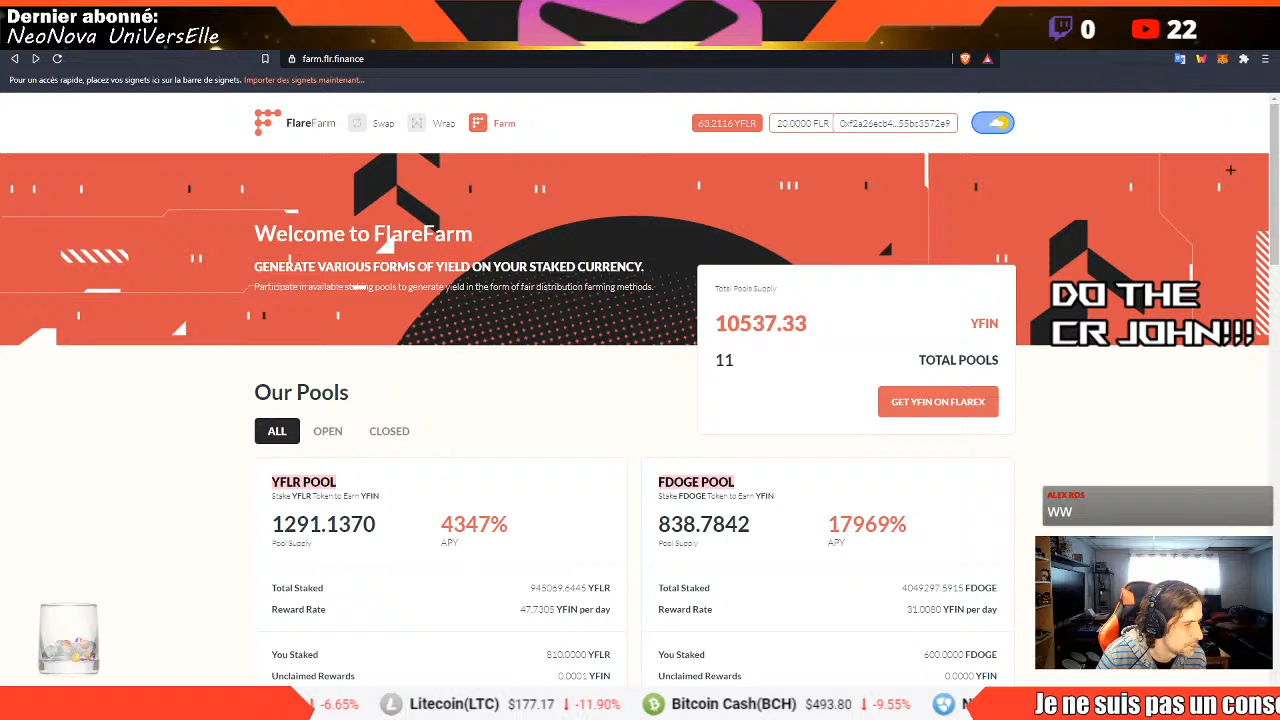 Dernier abonné:
NeoNova UniVersElle
0
22
farm.flr.finance
Pour un accès rapide, placez vos signets ici sur la barre de signets. Importer des signets maintenant...
FlareFarm
Swap
Wrap
Farm
63.2116 YFLR
20.0000 FLR
0xf2a26ecb4...55bc3572e9
Welcome to FlareFarm
GENERATE VARIOUS FORMS OF YIELD ON YOUR STAKED CURRENCY.
Participate in available staking pools to generate yield in the form of fair distribution farming methods.
Total Pools Supply
10537.33 YFIN
11 TOTAL POOLS
GET YFIN ON FLAREX
DO THE
CR JOHN!!!
Our Pools
ALL OPEN CLOSED
YFLR POOL
Stake YFLR Token to Earn YFIN
1291.1370 4347%
Pool Supply APY
Total Staked 945069.6445 YFLR
Reward Rate 47.7305 YFIN per day
You Staked 810.0000 YFLR
Unclaimed Rewards 0.0001 YFIN
FDOGE POOL
Stake FDOGE Token to Earn YFIN
838.7842 17969%
Pool Supply APY
Total Staked 4049297.5915 FDOGE
Reward Rate 31.0080 YFIN per day
You Staked 600.0000 FDOGE
Unclaimed Rewards 0.0000 YFIN
ALEX ROS
WW
-6.65% Litecoin(LTC) $177.17 ↓ -11.90% Bitcoin Cash(BCH) $493.80 ↓ -9.55%
Je ne suis pas un